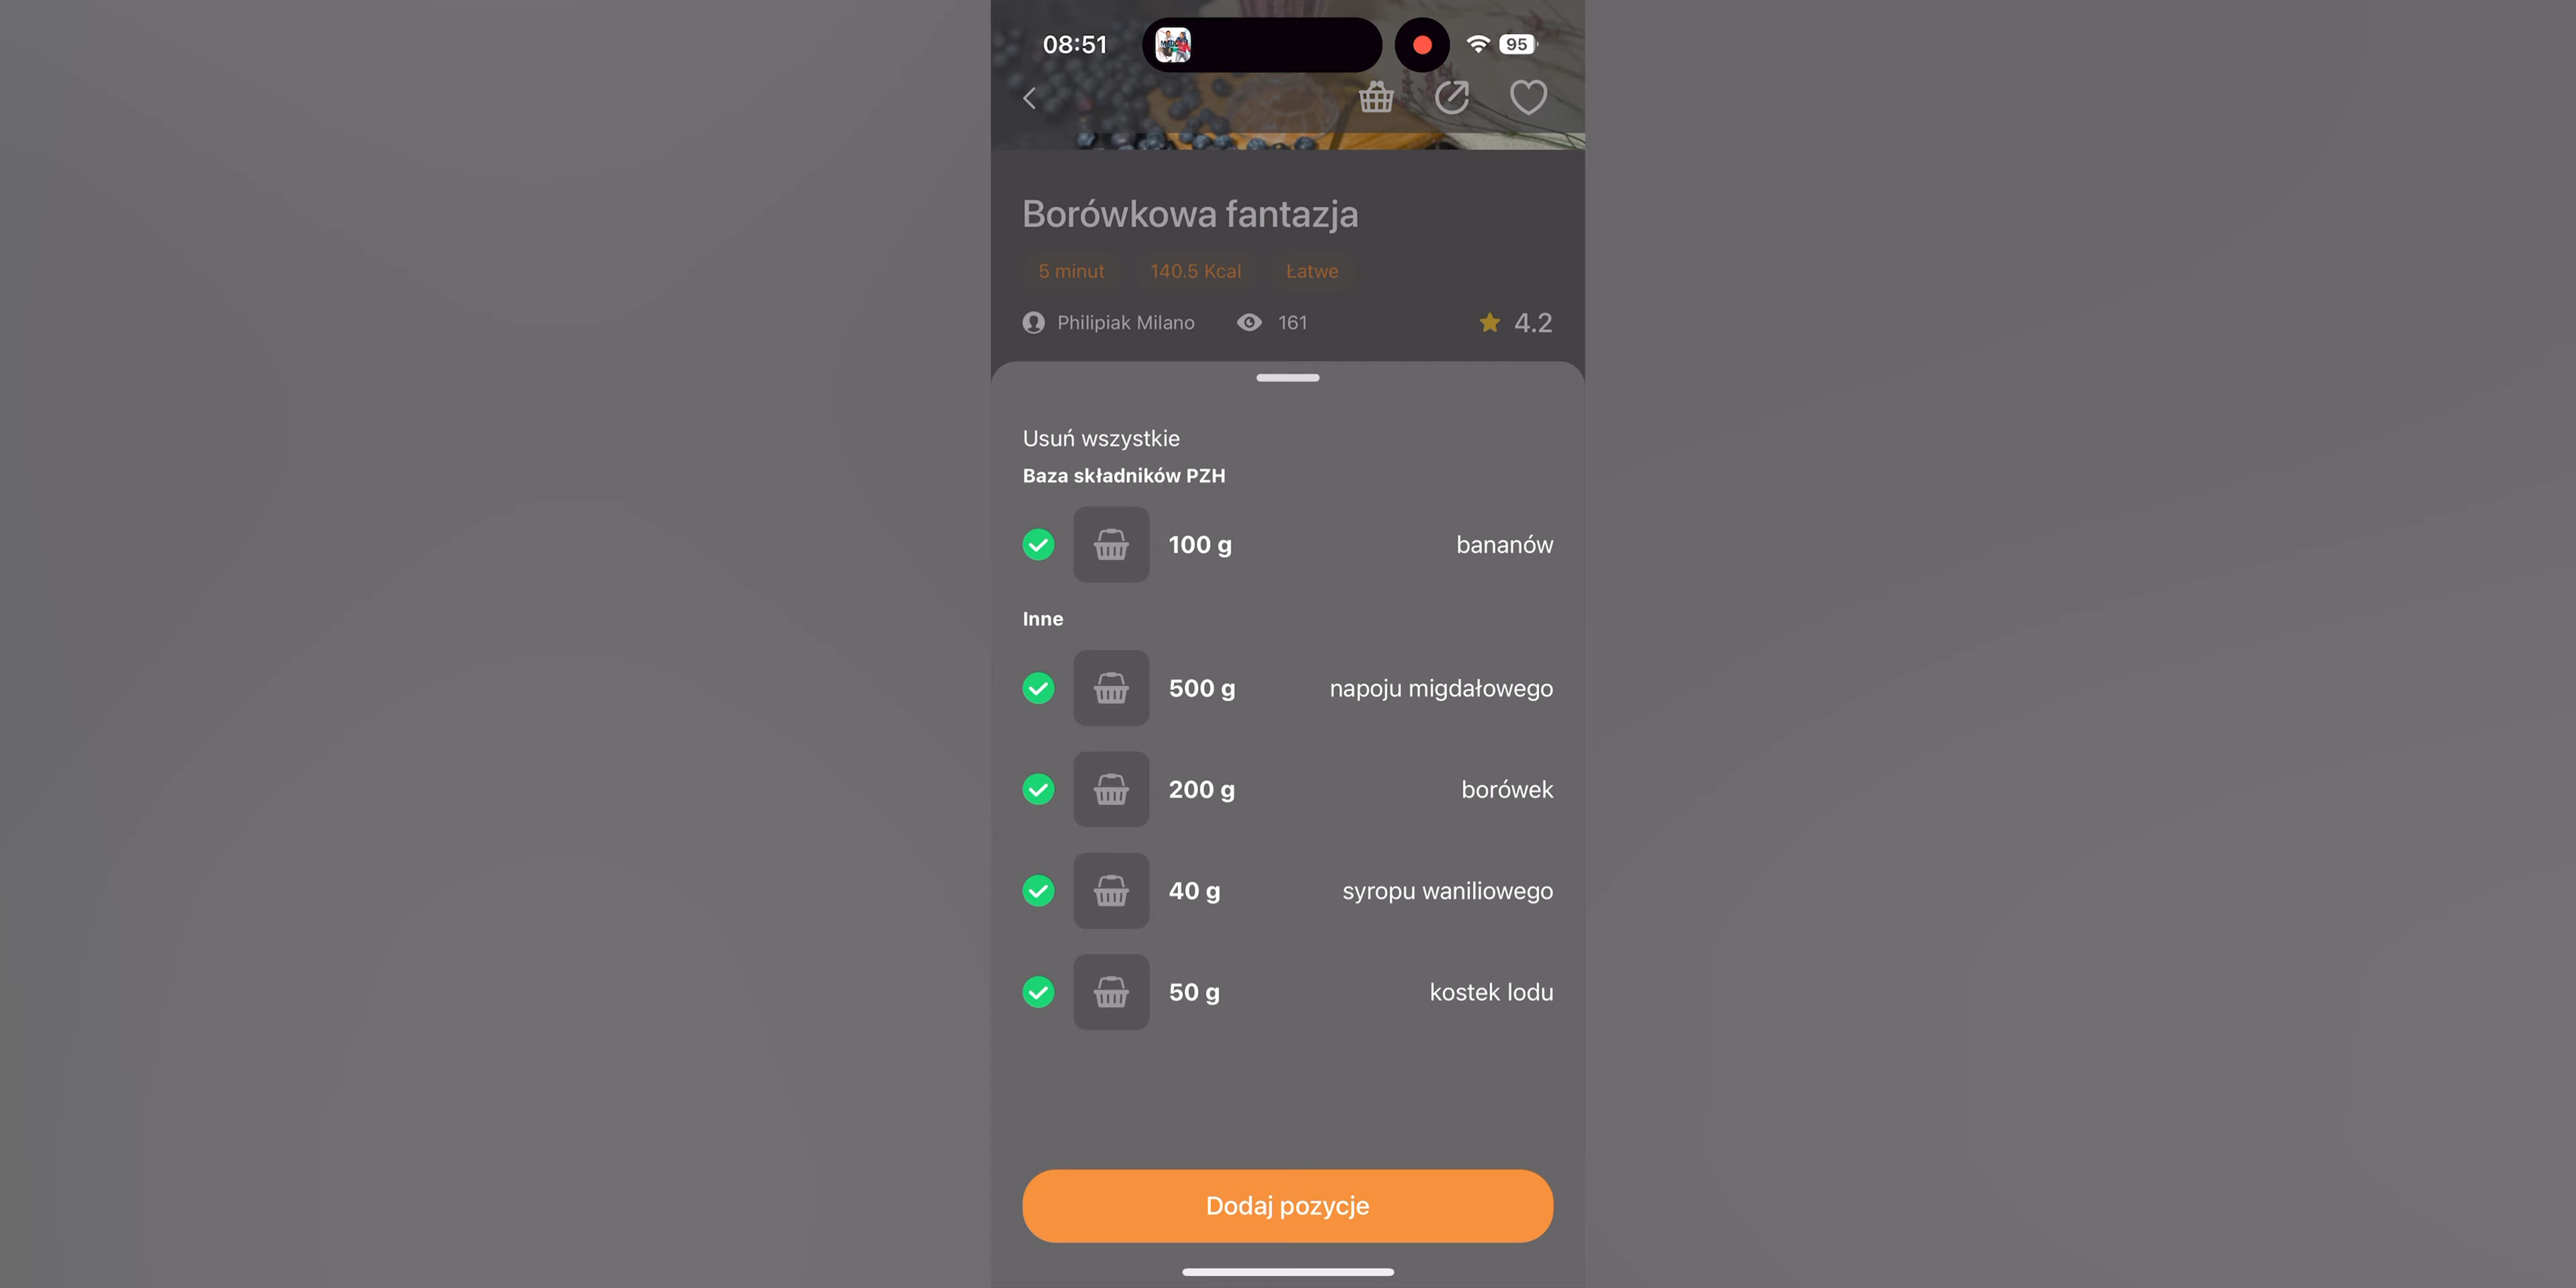 08:51
95
Borówkowa fantazja
5 minut 140.5 Kcal Łatwe
Philipiak Milano 161 4.2
Usuń wszystkie
Baza składników PZH
100 g bananów
Inne
500 g napoju migdałowego
200 g borówek
40 g syropu waniliowego
50 g kostek lodu
Dodaj pozycje